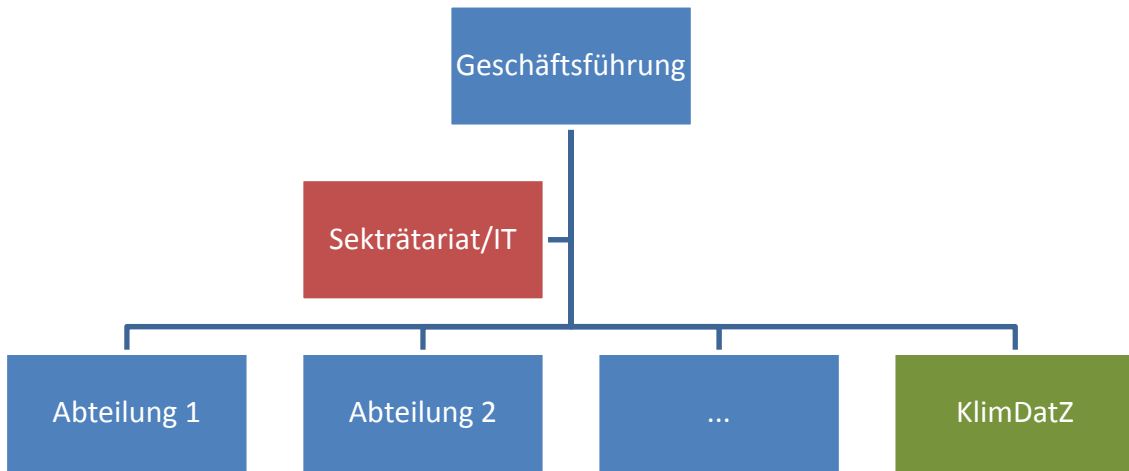 Geschäftsführung
Sekträtariat/IT
Abteilung 1
Abteilung 2
...
KlimDatZ